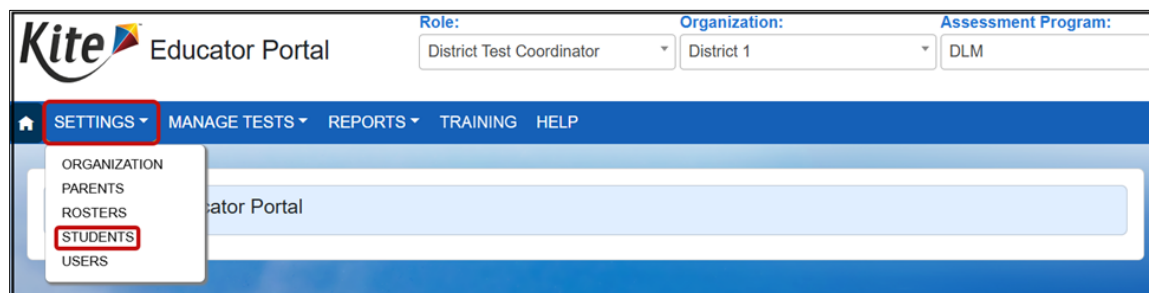 Kite Educator Portal
Role:
District Test Coordinator
Organization:
District 1
Assessment Program:
DLM
SETTINGS MANAGE TESTS REPORTS TRAINING HELP
ORGANIZATION
PARENTS
ROSTERS
STUDENTS
USERS
Portal